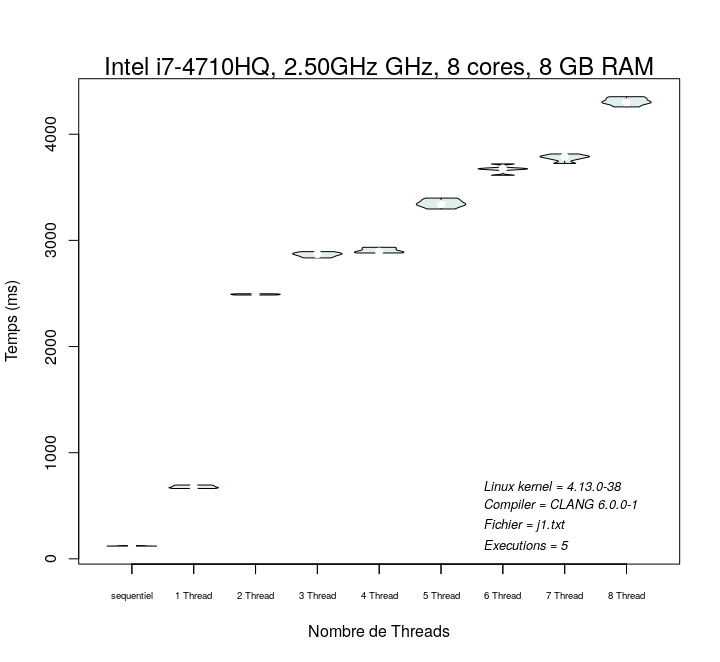 Intel i7-4710HQ, 2.50GHz GHz, 8 cores, 8 GB RAM
Temps (ms)
4000
3000
2000
1000
0
Linux kernel = 4.13.0-38
Compiler = CLANG 6.0.0-1
Fichier = j1.txt
Executions = 5
sequentiel 1 Thread 2 Thread 3 Thread 4 Thread 5 Thread 6 Thread 7 Thread 8 Thread
Nombre de Threads